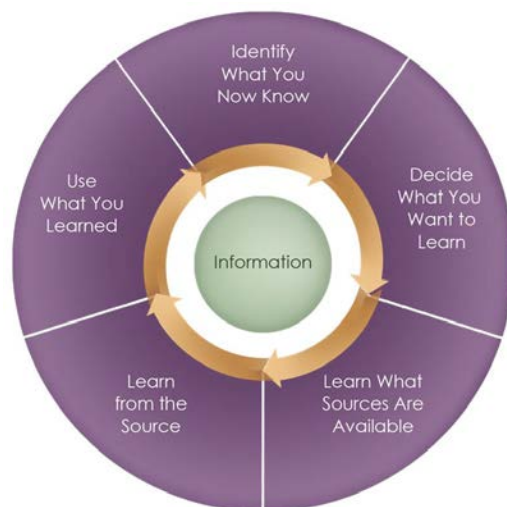 Identify
What You
Now Know
Decide
What You
Want to
Learn
Learn What
Sources Are
Available
Learn
from the
Source
Use
What You
Learned
Information